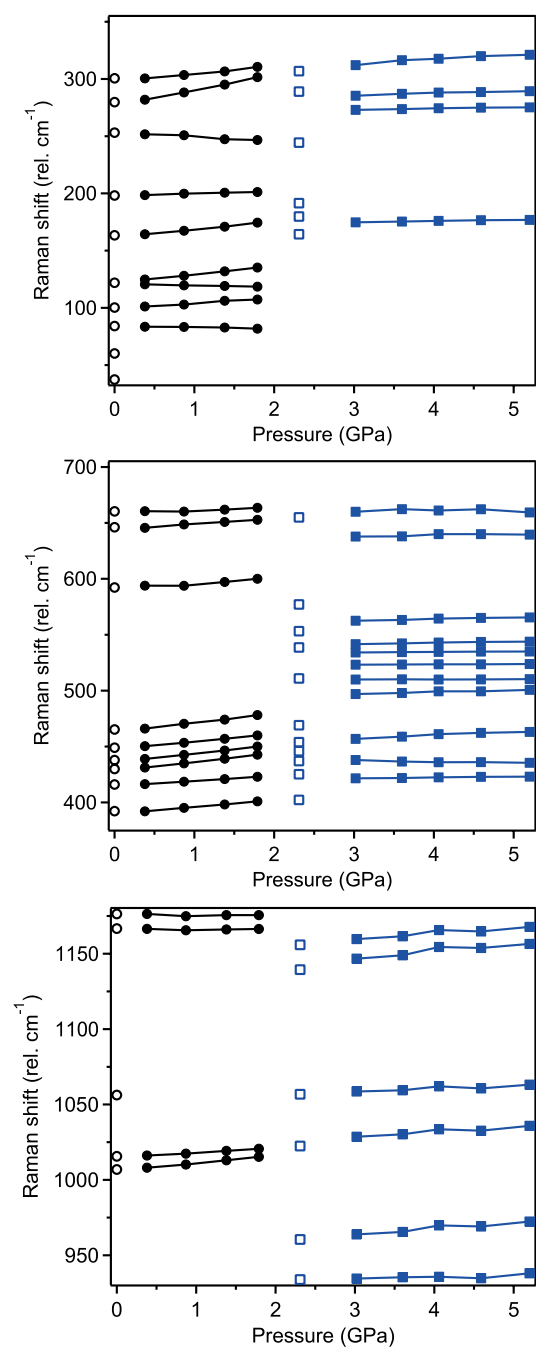 Raman shift (rel. cm⁻¹)
300
200
100
0 1 2 3 4 5
Pressure (GPa)
Raman shift (rel. cm⁻¹)
700
600
500
400
0 1 2 3 4 5
Pressure (GPa)
Raman shift (rel. cm⁻¹)
1150
1100
1050
1000
950
0 1 2 3 4 5
Pressure (GPa)